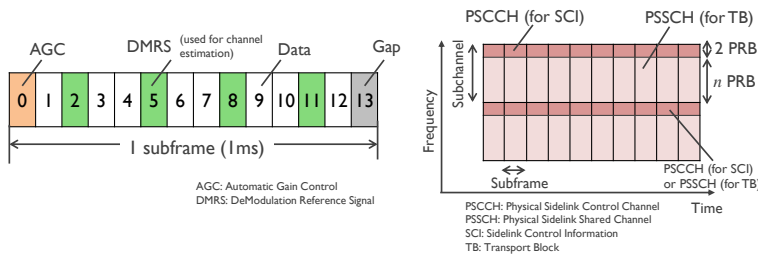 AGC
DMRS (used for channel
estimation)
Data
Gap
0 1 2 3 4 5 6 7 8 9 10 11 12 13
1 subframe (1ms)
AGC: Automatic Gain Control
DMRS: DeModulation Reference Signal
PSCCH (for SCI)
PSSCH (for TB)
2 PRB
n PRB
Subchannel
Frequency
PSCCH (for SCI)
or PSSCH (for TB)
Subframe
Time
PSCCH: Physical Sidelink Control Channel
PSSCH: Physical Sidelink Shared Channel
SCI: Sidelink Control Information
TB: Transport Block